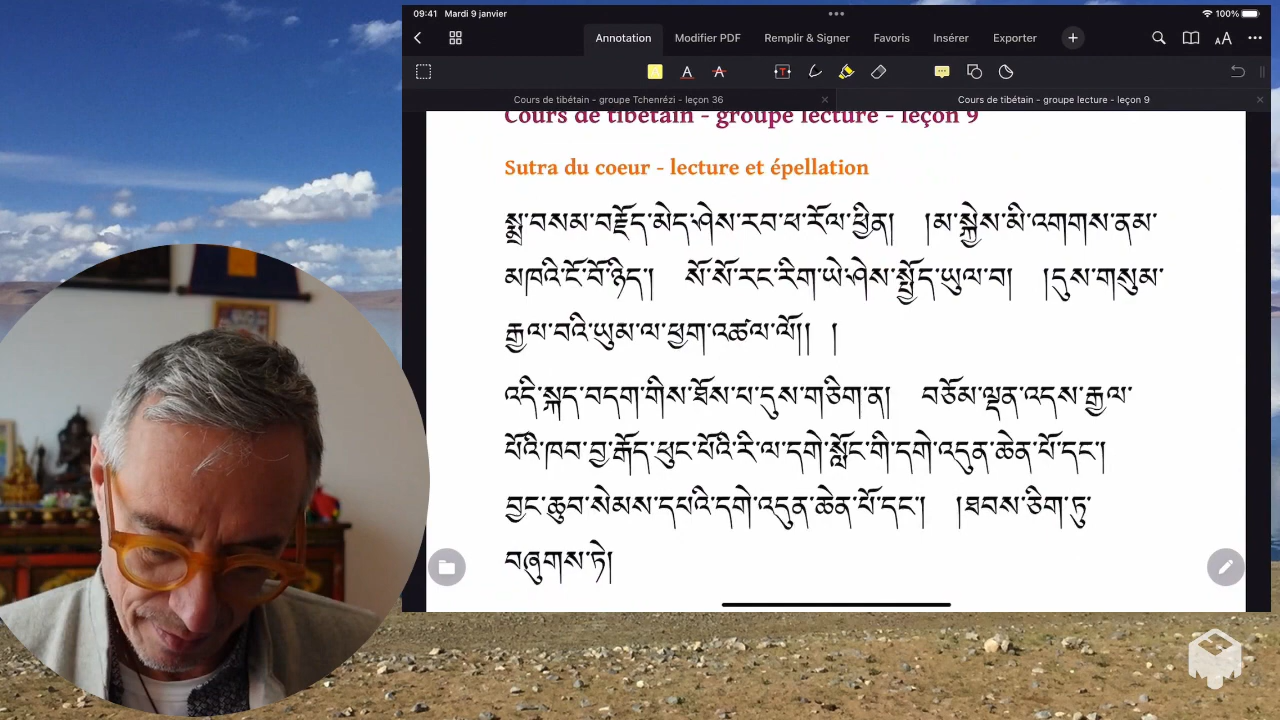 09:41 Mardi 9 janvier
100%
Annotation Modifier PDF Remplir & Signer Favoris Insérer Exporter
Cours de tibétain - groupe Tchenrézi - leçon 36
Cours de tibétain - groupe lecture - leçon 9
Cours de tibétain - groupe lecture - leçon 9
Sutra du coeur - lecture et épellation
སྨྲ་བསམ་བརྗོད་མེད་ཤེས་རབ་ཕ་རོལ་ཕྱིན། །མ་སྐྱེས་མི་འགགས་ནམ་
མཁའི་ངོ་བོ་ཉིད། སོ་སོ་རང་རིག་ཡེ་ཤེས་སྤྱོད་ཡུལ་བ། །དུས་གསུམ་
རྒྱལ་བའི་ཡུམ་ལ་ཕྱག་འཚལ་ལོ།། །
འདི་སྐད་བདག་གིས་ཐོས་པ་དུས་གཅིག་ན། བཅོམ་ལྡན་འདས་རྒྱལ་
པོའི་ཁབ་བྱ་རྒོད་ཕུང་པོའི་རི་ལ་དགེ་སློང་གི་དགེ་འདུན་ཆེན་པོ་དང་།
བྱང་ཆུབ་སེམས་དཔའི་དགེ་འདུན་ཆེན་པོ་དང་། །ཐབས་ཅིག་ཏུ་
བཞུགས་ཏེ།